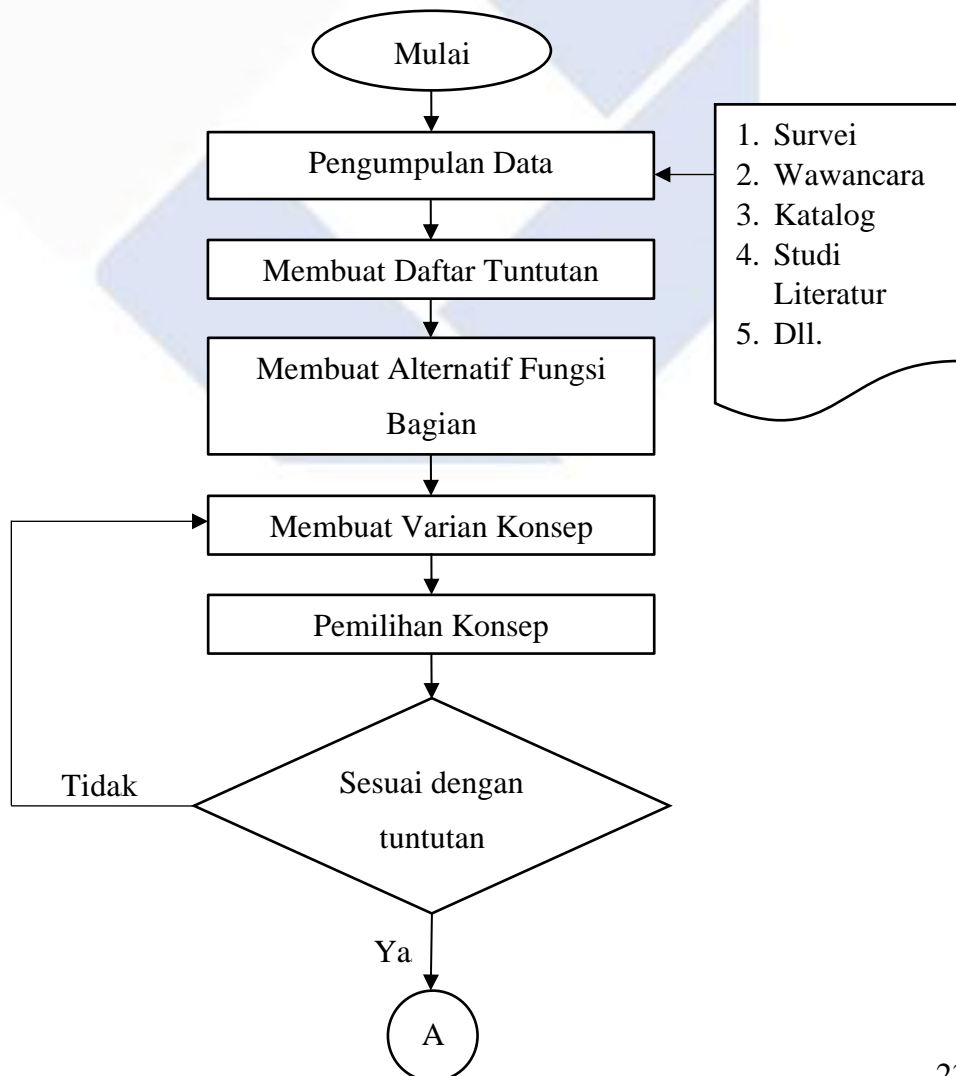 Mulai
Pengumpulan Data
1. Survei
2. Wawancara
3. Katalog
4. Studi
Literatur
5. Dll.
Membuat Daftar Tuntutan
Membuat Alternatif Fungsi
Bagian
Membuat Varian Konsep
Pemilihan Konsep
Sesuai dengan
tuntutan
Tidak
Ya
A